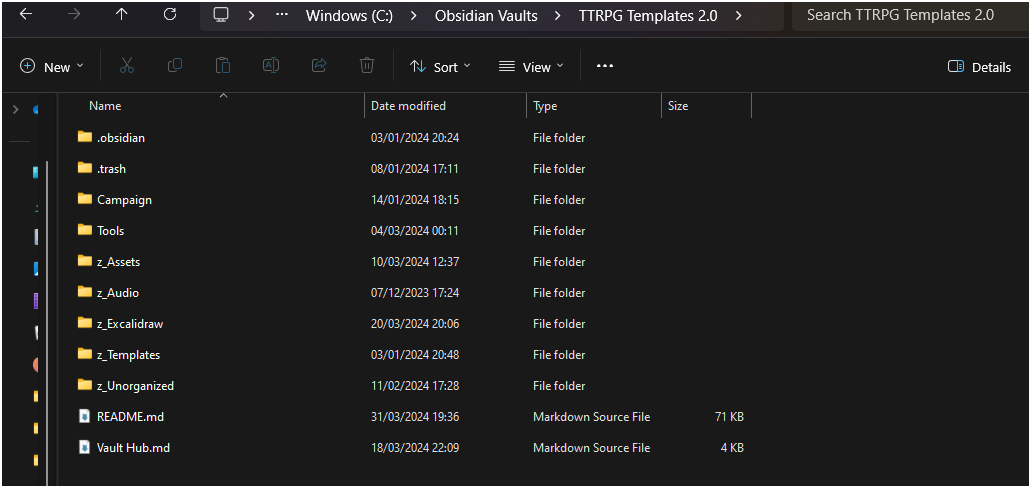 Windows (C:) Obsidian Vaults TTRPG Templates 2.0 Search TTRPG Templates 2.0
New Sort View Details
Name Date modified Type Size
.obsidian 03/01/2024 20:24 File folder
.trash 08/01/2024 17:11 File folder
Campaign 14/01/2024 18:15 File folder
Tools 04/03/2024 00:11 File folder
z_Assets 10/03/2024 12:37 File folder
z_Audio 07/12/2023 17:24 File folder
z_Excalidraw 20/03/2024 20:06 File folder
z_Templates 03/01/2024 20:48 File folder
z_Unorganized 11/02/2024 17:28 File folder
README.md 31/03/2024 19:36 Markdown Source File 71 KB
Vault Hub.md 18/03/2024 22:09 Markdown Source File 4 KB